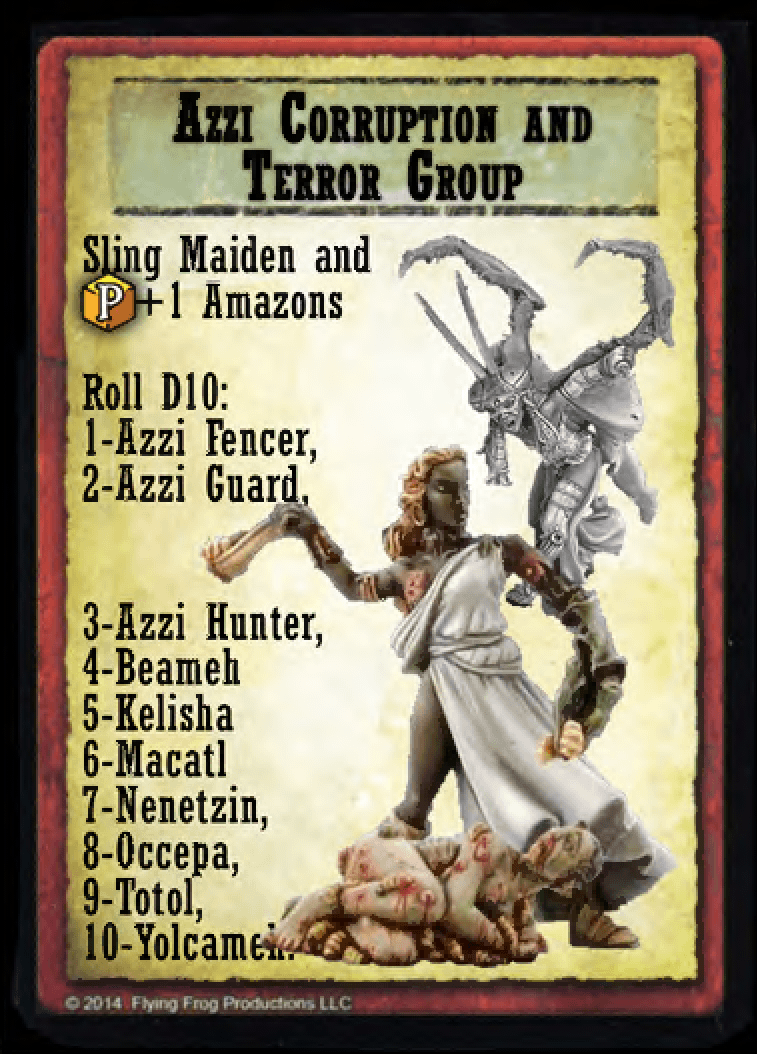 Azzi Corruption and
Terror Group
Sling Maiden and
P+1 Amazons
Roll D10:
1-Azzi Fencer,
2-Azzi Guard,
3-Azzi Hunter,
4-Beameh
5-Kelisha
6-Macatl
7-Nenetzin,
8-Occepa,
9-Totol,
10-Yolcameh.
© 2014 Flying Frog Productions LLC